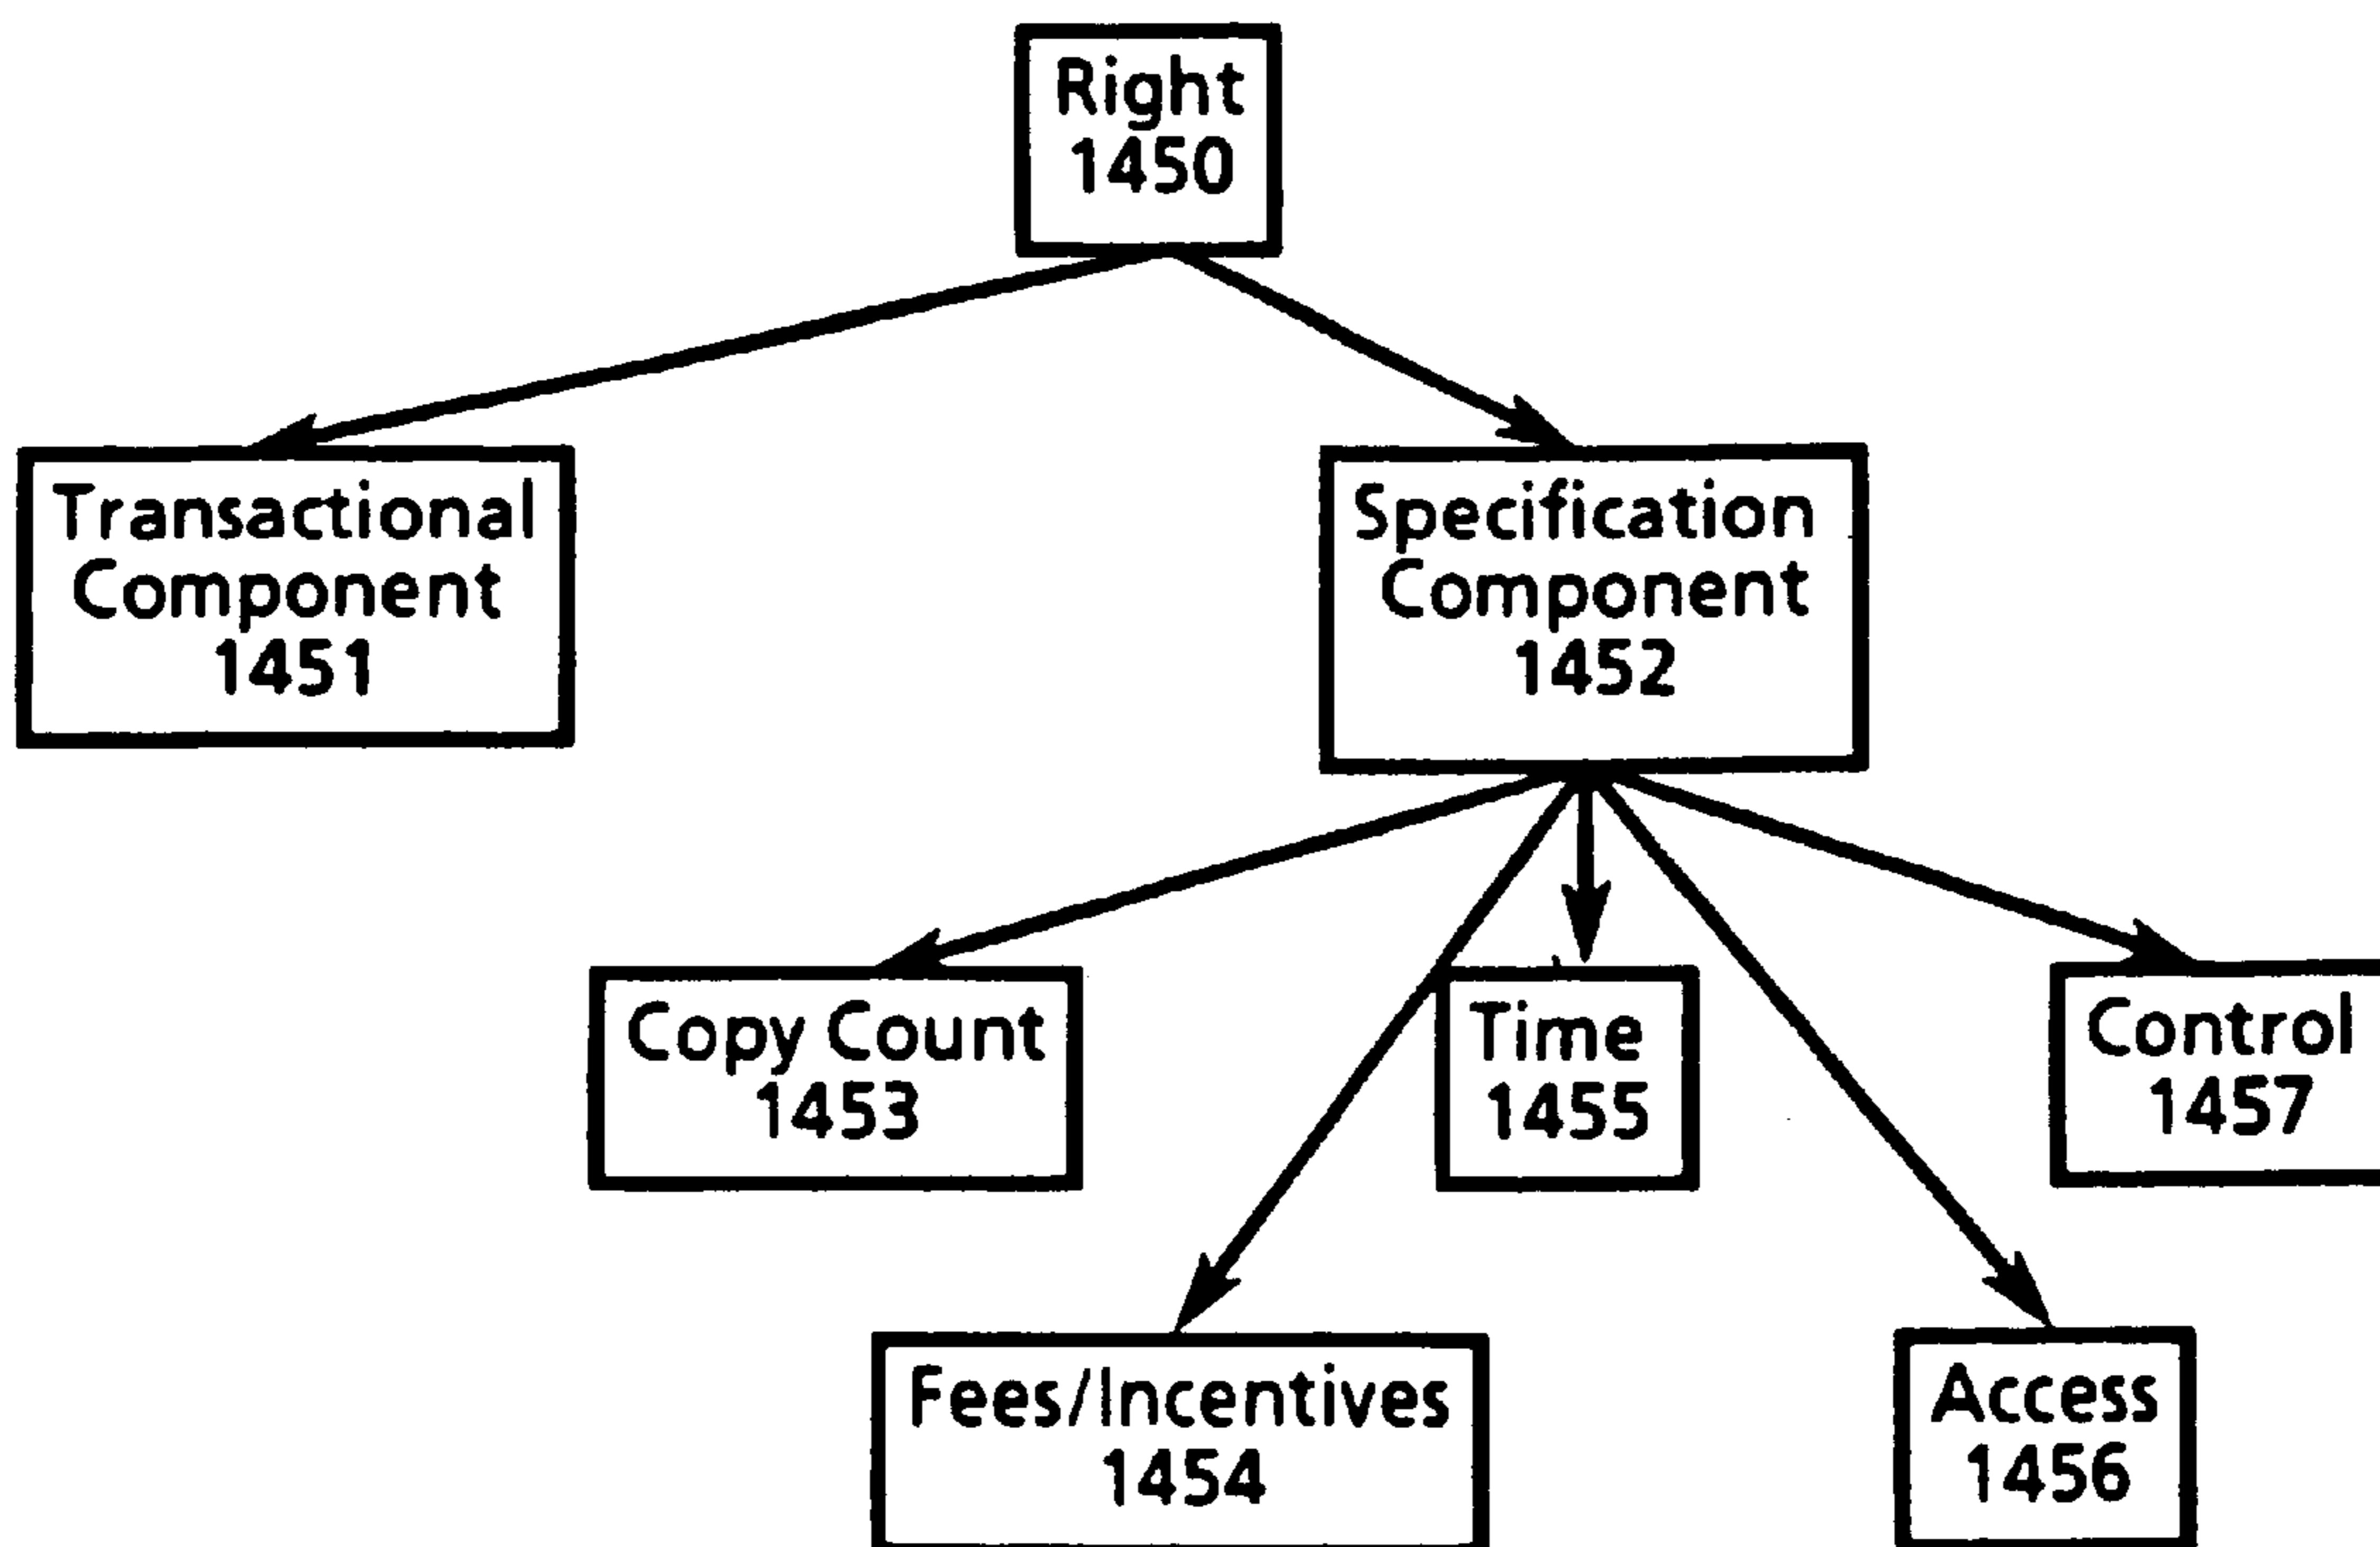 Right
1450
Transactional
Component
1451
Specification
Component
1452
Copy Count
1453
Time
1455
Control
1457
Fees/Incentives
1454
Access
1456